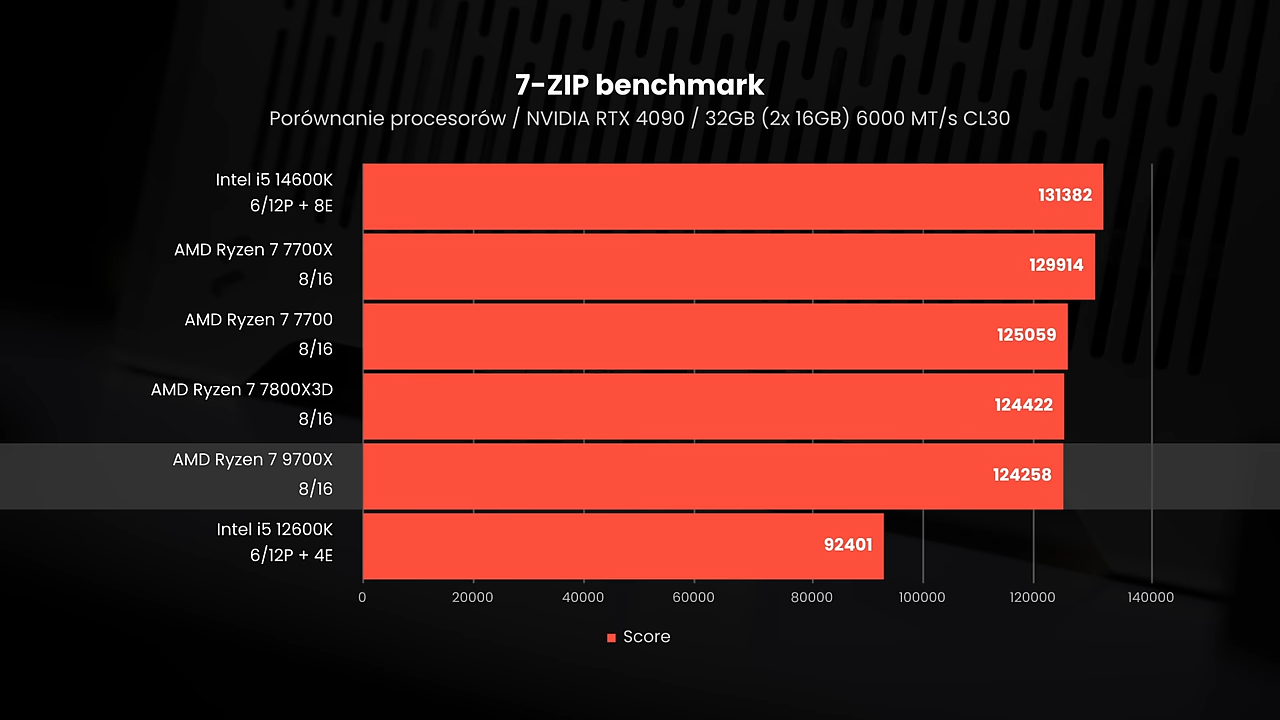 7-ZIP benchmark
Porównanie procesorów / NVIDIA RTX 4090 / 32GB (2x 16GB) 6000 MT/s CL30
Intel i5 14600K
6/12P + 8E
131382
AMD Ryzen 7 7700X
8/16
129914
AMD Ryzen 7 7700
8/16
125059
AMD Ryzen 7 7800X3D
8/16
124422
AMD Ryzen 7 9700X
8/16
124258
Intel i5 12600K
6/12P + 4E
92401
0 20000 40000 60000 80000 100000 120000 140000
Score